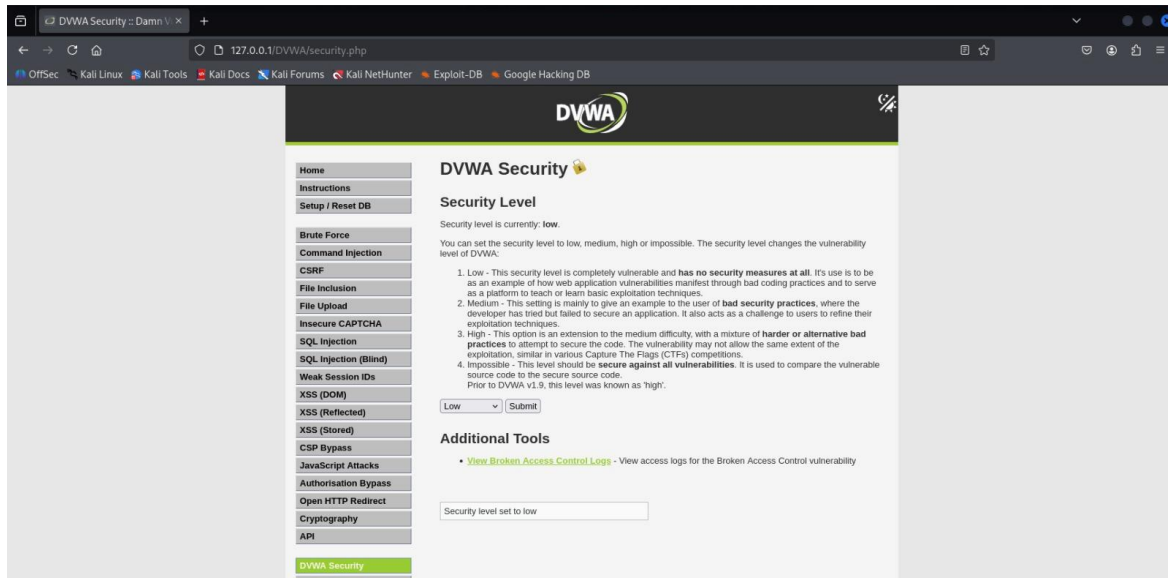 DVWA Security :: Damn V
127.0.0.1/DVWA/security.php
OffSec Kali Linux Kali Tools Kali Docs Kali Forums Kali NetHunter Exploit-DB Google Hacking DB
DVWA
Home
Instructions
Setup / Reset DB
Brute Force
Command Injection
CSRF
File Inclusion
File Upload
Insecure CAPTCHA
SQL Injection
SQL Injection (Blind)
Weak Session IDs
XSS (DOM)
XSS (Reflected)
XSS (Stored)
CSP Bypass
JavaScript Attacks
Authorisation Bypass
Open HTTP Redirect
Cryptography
API
DVWA Security
DVWA Security
Security Level
Security level is currently: low.
You can set the security level to low, medium, high or impossible. The security level changes the vulnerability
level of DVWA:
1. Low - This security level is completely vulnerable and has no security measures at all. It's use is to be
as an example of how web application vulnerabilities manifest through bad coding practices and to serve
as a platform to teach or learn basic exploitation techniques.
2. Medium - This setting is mainly to give an example to the user of bad security practices, where the
developer has tried but failed to secure an application. It also acts as a challenge to users to refine their
exploitation techniques.
3. High - This option is an extension to the medium difficulty, with a mixture of harder or alternative bad
practices to attempt to secure the code. The vulnerability may not allow the same extent of the
exploitation, similar in various Capture The Flags (CTFs) competitions.
4. Impossible - This level should be secure against all vulnerabilities. It is used to compare the vulnerable
source code to the secure source code.
Prior to DVWA v1.9, this level was known as 'high'.
Low Submit
Additional Tools
• View Broken Access Control Logs - View access logs for the Broken Access Control vulnerability
Security level set to low